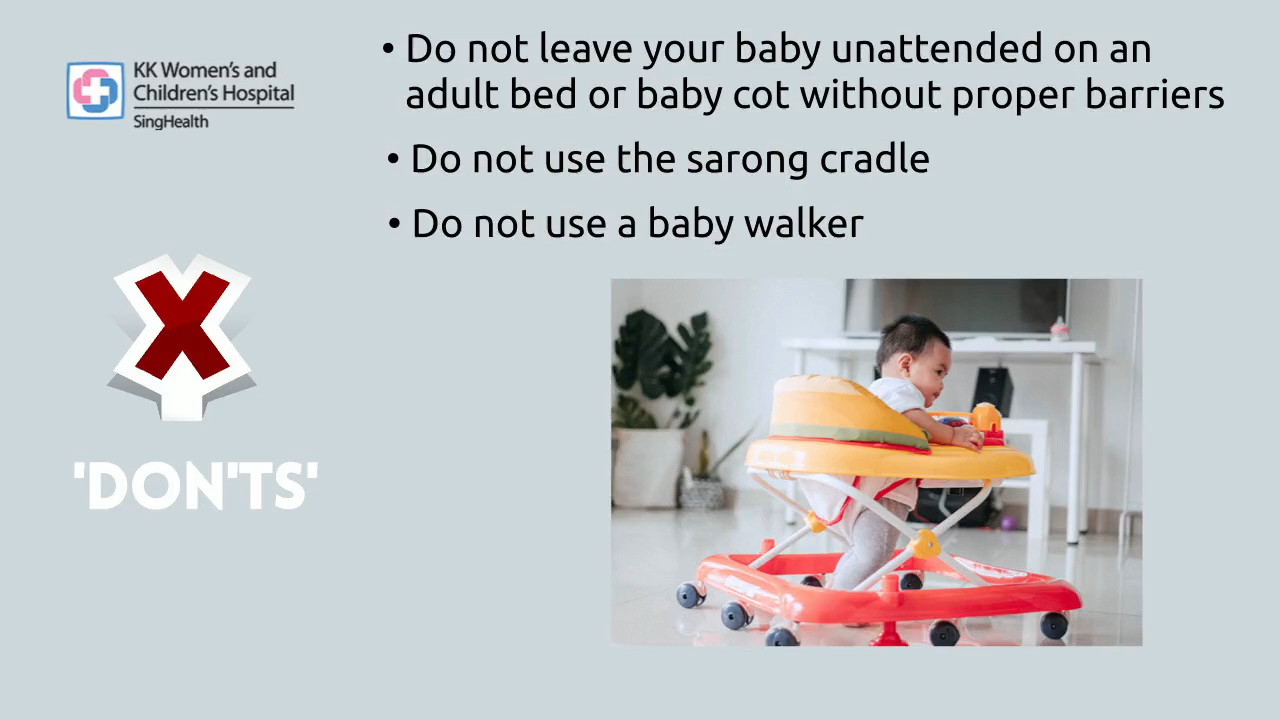 KK Women's and
Children's Hospital
SingHealth
• Do not leave your baby unattended on an
adult bed or baby cot without proper barriers
• Do not use the sarong cradle
• Do not use a baby walker
X
'DON'TS'